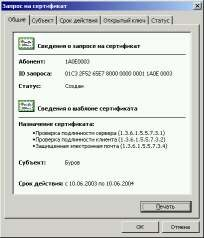 Запрос на сертификат
Общие Субъект Срок действия Открытый ключ Статус
Сведения о запросе на сертификат
Абонент: 1A0E0003
ID запроса: 01C3 2F52 65E7 8000 0000 0001 1A0E 0003
Статус: Создан
Сведения о шаблоне сертификата
Назначение сертификата:
•Проверка подлинности сервера (1.3.6.1.5.5.7.3.1)
•Проверка подлинности клиента (1.3.6.1.5.5.7.3.2)
•Защищенная электронная почта (1.3.6.1.5.5.7.3.4)
Субъект: Буров
Срок действия: с 10.06.2003 по 10.06.2004
Печать
OK Отмена